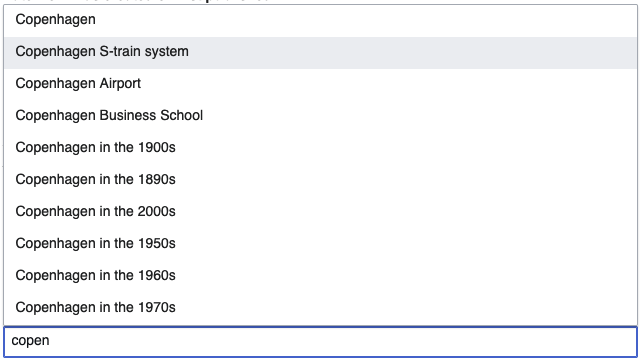 Copenhagen
Copenhagen S-train system
Copenhagen Airport
Copenhagen Business School
Copenhagen in the 1900s
Copenhagen in the 1890s
Copenhagen in the 2000s
Copenhagen in the 1950s
Copenhagen in the 1960s
Copenhagen in the 1970s
copen